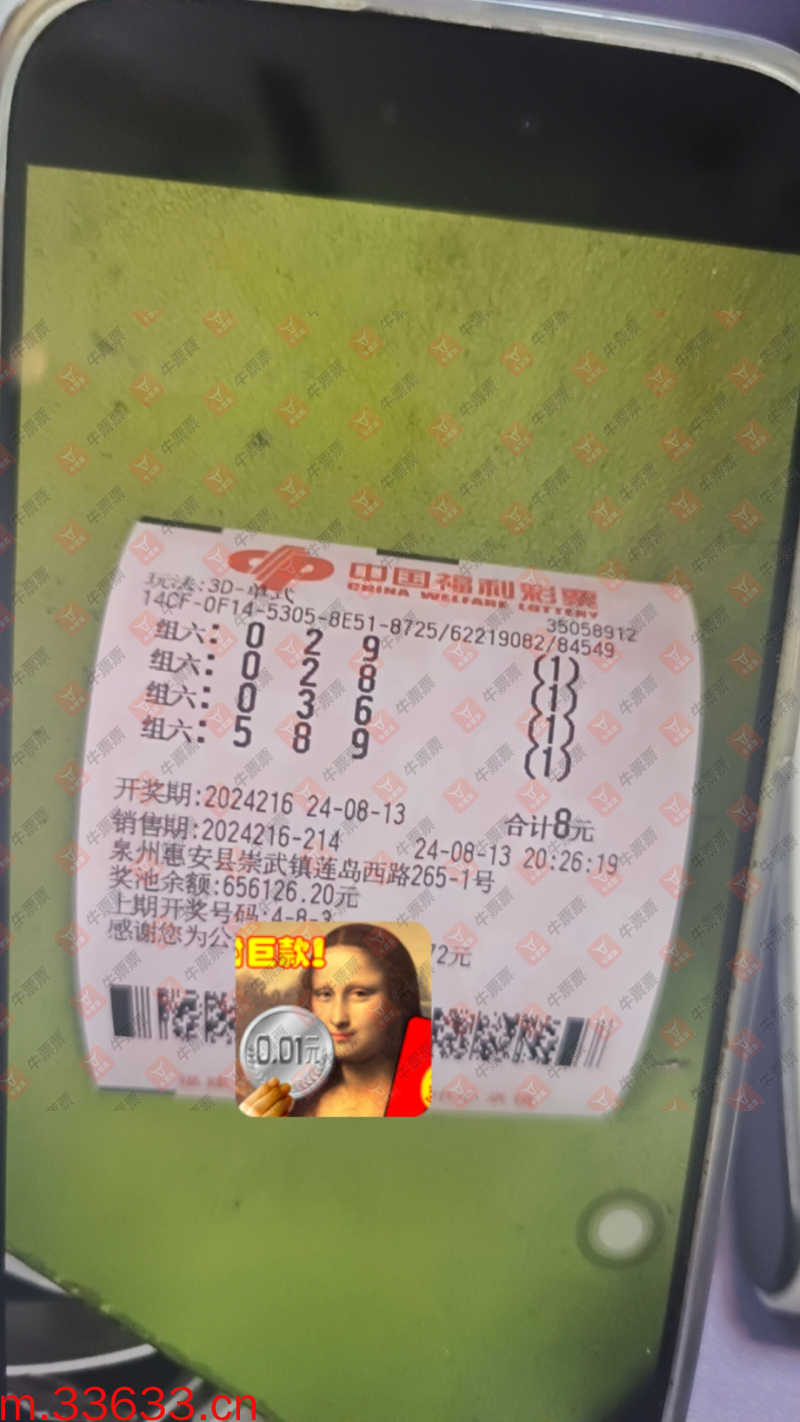 中国福利彩票
CHINA WELFARE LOTTERY
玩法:3D-单式
35058912
14CF-0F14-5305-8E51-8725/62219082/84549
组六: 0 2 9 (1)
组六: 0 2 8 (1)
组六: 0 3 6 (1)
组六: 5 8 9 (1)
开奖期:2024216 24-08-13 合计8元
销售期:2024216-214 24-08-13 20:26:19
泉州惠安县崇武镇莲岛西路265-1号
奖池余额:656126.20元
上期开奖号码:4-8-3
感谢您为公 72元
巨款!
0.01元
牛票票
m.33633.cn